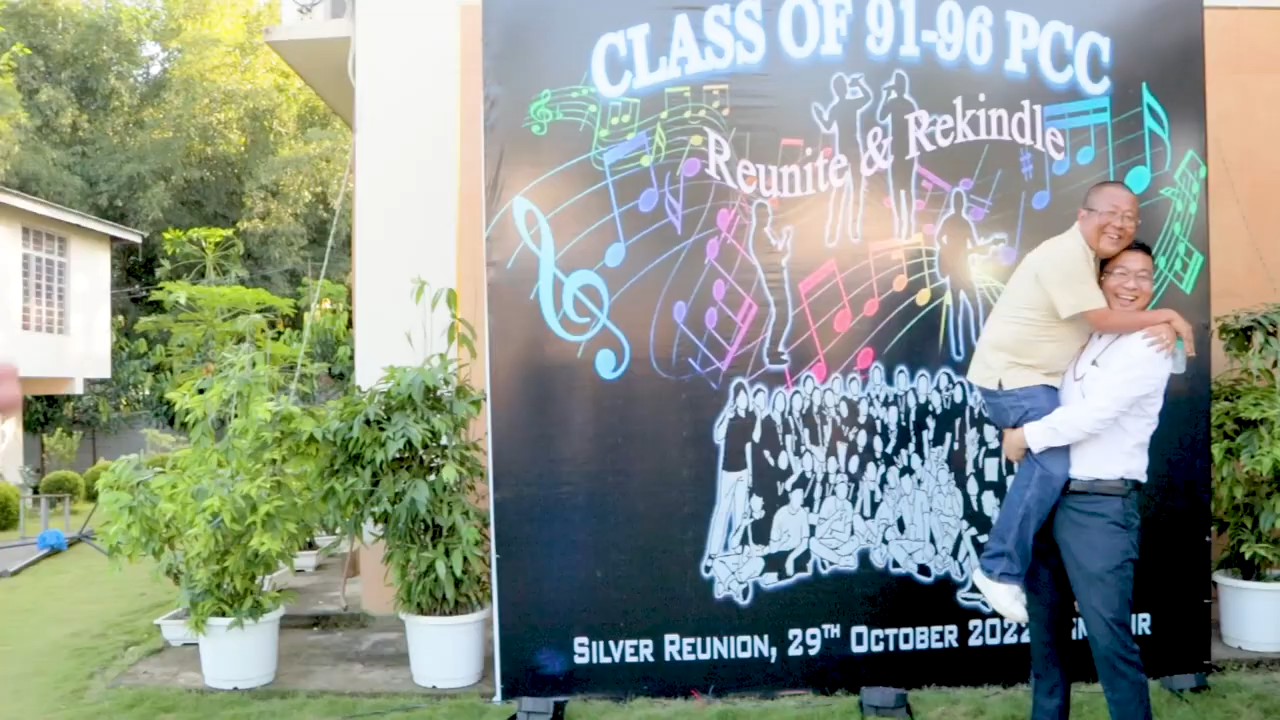 CLASS OF 91-96 PCC
Reunite & Rekindle
SILVER REUNION, 29TH OCTOBER 2022